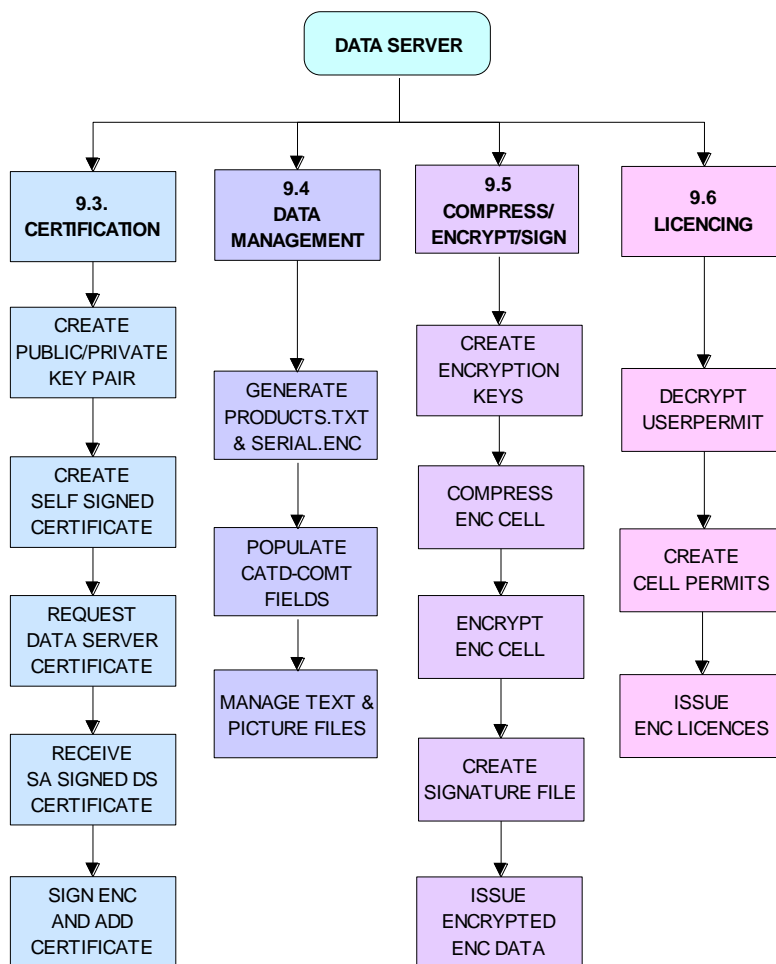 DATA SERVER
9.3.
CERTIFICATION
CREATE
PUBLIC/PRIVATE
KEY PAIR
CREATE
SELF SIGNED
CERTIFICATE
REQUEST
DATA SERVER
CERTIFICATE
RECEIVE
SA SIGNED DS
CERTIFICATE
SIGN ENC
AND ADD
CERTIFICATE
9.4
DATA
MANAGEMENT
GENERATE
PRODUCTS.TXT
& SERIAL.ENC
POPULATE
CATD-COMT
FIELDS
MANAGE TEXT &
PICTURE FILES
9.5
COMPRESS/
ENCRYPT/SIGN
CREATE
ENCRYPTION
KEYS
COMPRESS
ENC CELL
ENCRYPT
ENC CELL
CREATE
SIGNATURE FILE
ISSUE
ENCRYPTED
ENC DATA
9.6
LICENCING
DECRYPT
USERPERMIT
CREATE
CELL PERMITS
ISSUE
ENC LICENCES